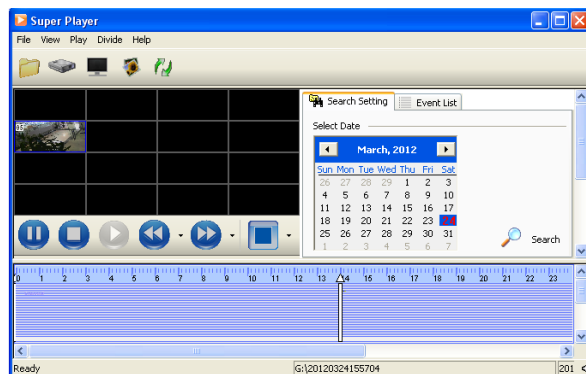 Super Player
File View Play Divide Help
Search Setting Event List
Select Date
March, 2012
Sun Mon Tue Wed Thu Fri Sat
26 27 28 29 1 2 3
4 5 6 7 8 9 10
11 12 13 14 15 16 17
18 19 20 21 22 23 24
25 26 27 28 29 30 31
1 2 3 4 5 6 7
Search
0 1 2 3 4 5 6 7 8 9 10 11 12 13 14 15 16 17 18 19 20 21 22 23
Ready G:\20120324155704 201